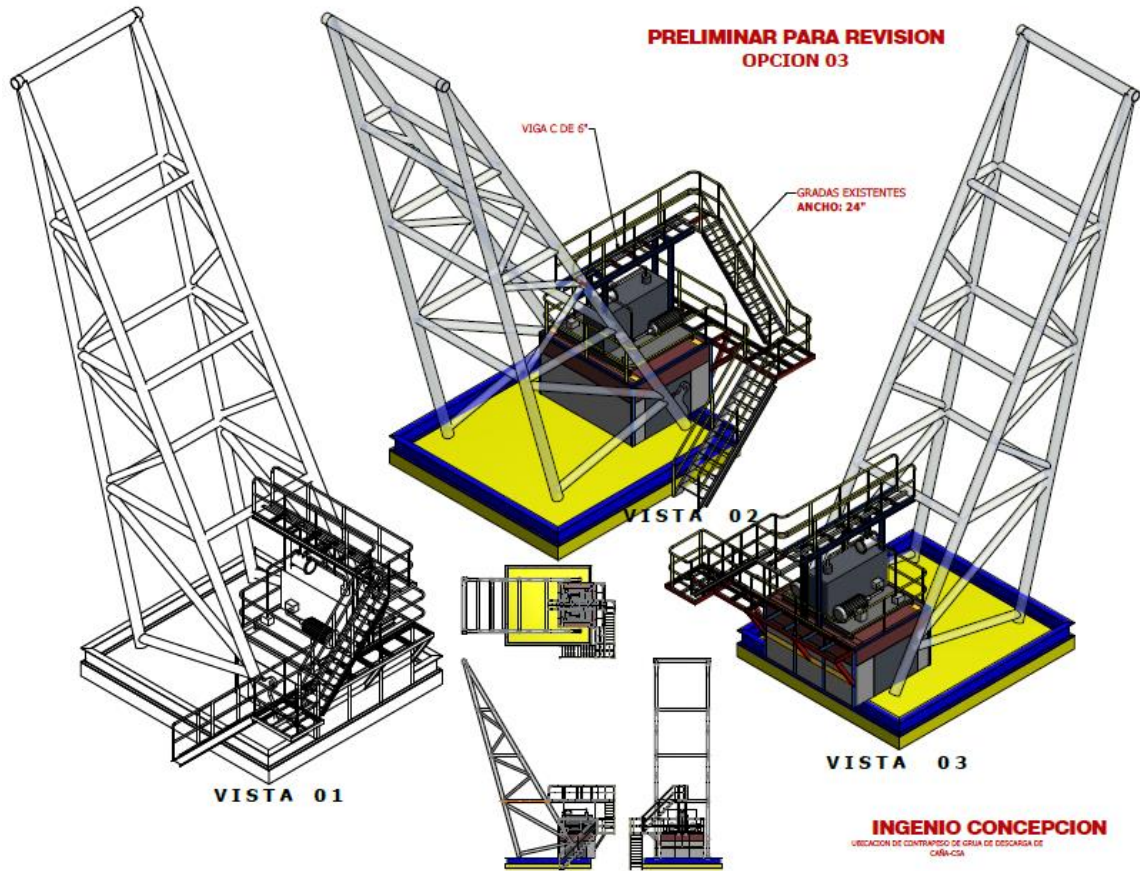 PRELIMINAR PARA REVISION
OPCION 03
VIGA C DE 6"
GRADAS EXISTENTES
ANCHO: 24"
VISTA 02
VISTA 03
VISTA 01
INGENIO CONCEPCION
UBICACION DE CONTRAPESO DE GRUA DE DESCARGA DE
CAÑA-CSA